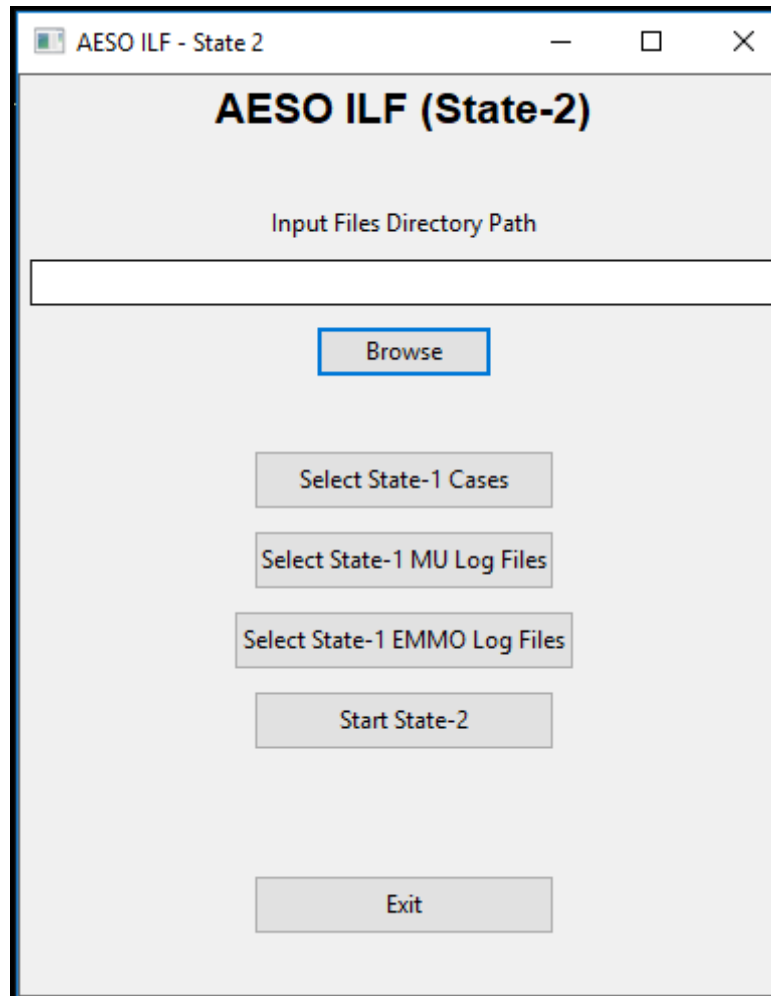 AESO ILF - State 2
AESO ILF (State-2)
Input Files Directory Path
Browse
Select State-1 Cases
Select State-1 MU Log Files
Select State-1 EMMO Log Files
Start State-2
Exit